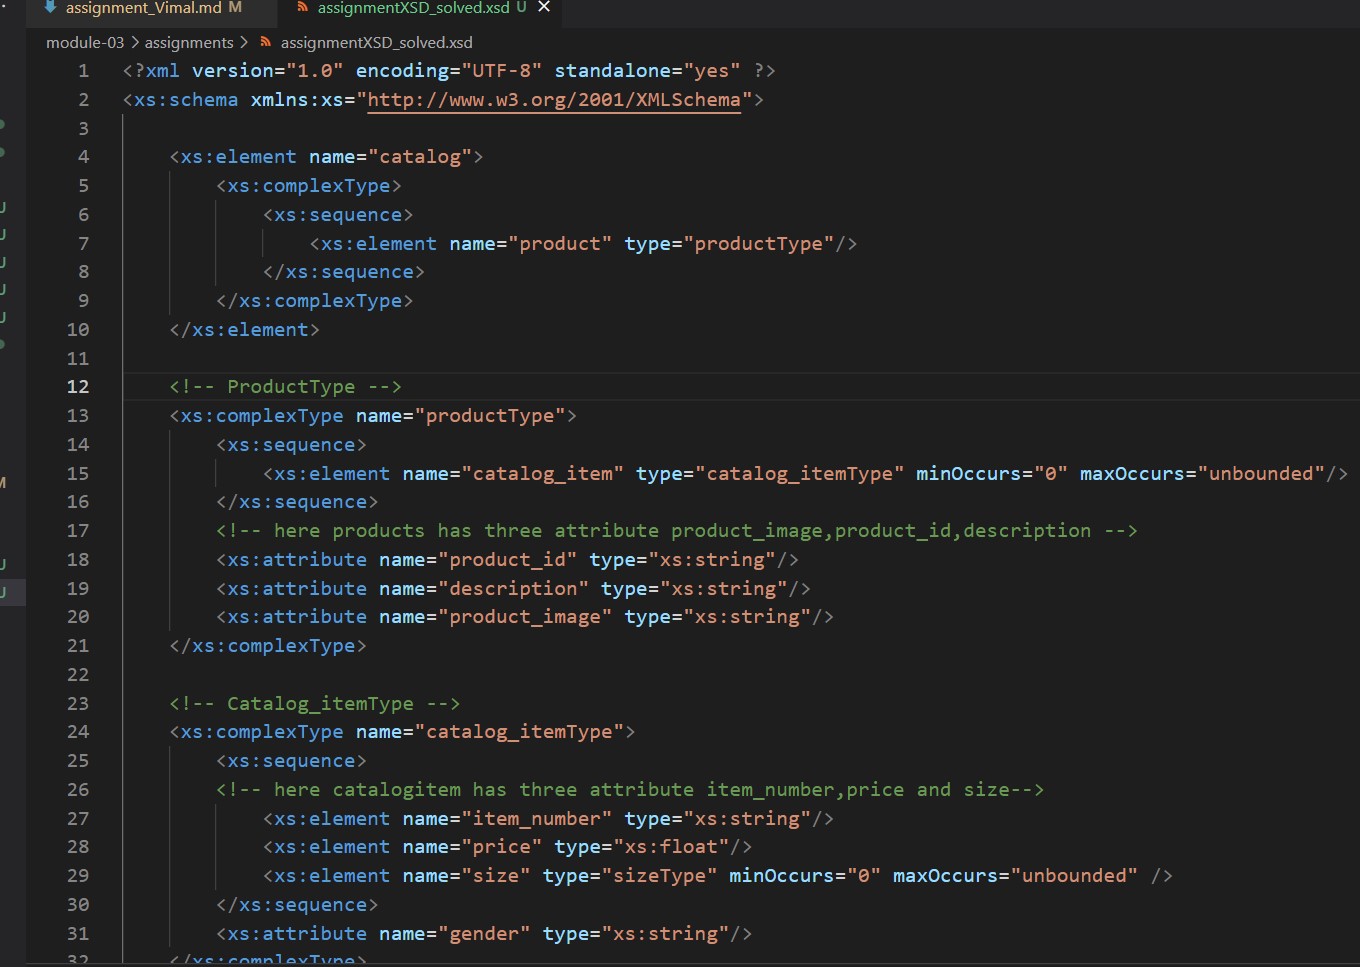 assignment_Vimal.md M
assignmentXSD_solved.xsd U
module-03 > assignments > assignmentXSD_solved.xsd
1 <?xml version="1.0" encoding="UTF-8" standalone="yes" ?>
2 <xs:schema xmlns:xs="http://www.w3.org/2001/XMLSchema">
3
4 <xs:element name="catalog">
5 <xs:complexType>
6 <xs:sequence>
7 <xs:element name="product" type="productType"/>
8 </xs:sequence>
9 </xs:complexType>
10 </xs:element>
11
12 <!-- ProductType -->
13 <xs:complexType name="productType">
14 <xs:sequence>
15 <xs:element name="catalog_item" type="catalog_itemType" minOccurs="0" maxOccurs="unbounded"/>
16 </xs:sequence>
17 <!-- here products has three attribute product_image,product_id,description -->
18 <xs:attribute name="product_id" type="xs:string"/>
19 <xs:attribute name="description" type="xs:string"/>
20 <xs:attribute name="product_image" type="xs:string"/>
21 </xs:complexType>
22
23 <!-- Catalog_itemType -->
24 <xs:complexType name="catalog_itemType">
25 <xs:sequence>
26 <!-- here catalogitem has three attribute item_number,price and size-->
27 <xs:element name="item_number" type="xs:string"/>
28 <xs:element name="price" type="xs:float"/>
29 <xs:element name="size" type="sizeType" minOccurs="0" maxOccurs="unbounded" />
30 </xs:sequence>
31 <xs:attribute name="gender" type="xs:string"/>
32 </xs:complexType>